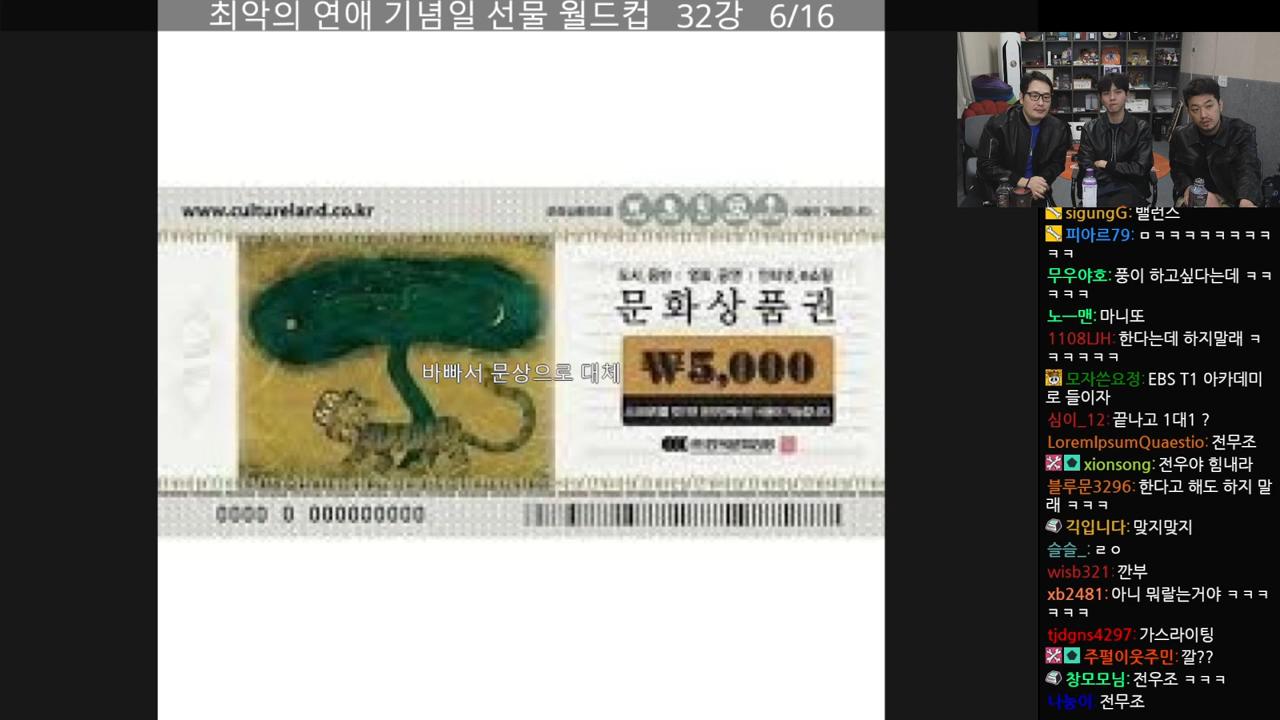 최악의 연애 기념일 선물 월드컵 32강 6/16
www.cultureland.co.kr
문화상품권
₩5,000
바빠서 문상으로 대체
0000 0 000000000
sigungG: 밸런스
피아르79: ㅁㅋㅋㅋㅋㅋㅋㅋㅋ
ㅋㅋ
무우야호: 풍이 하고싶다는데 ㅋㅋ
ㅋㅋㅋㅋ
노—맨: 마니또
1108LJH: 한다는데 하지말래 ㅋ
ㅋㅋㅋㅋㅋ
모자쓴요정: EBS T1 아카데미
로 들이자
심이_12: 끝나고 1대1 ?
LoremIpsumQuaestio: 전무조
xionsong: 전우야 힘내라
블루문3296: 한다고 해도 하지 말
래 ㅋㅋㅋ
긱입니다: 맞지맞지
슬슬_: ㄹㅇ
wisb321: 깐부
xb2481: 아니 뭐랄는거야 ㅋㅋㅋ
ㅋㅋㅋㅋ
tjdgns4297: 가스라이팅
주펄이웃주민: 깔??
창모모님: 전우조 ㅋㅋㅋ
나눙이: 전무조